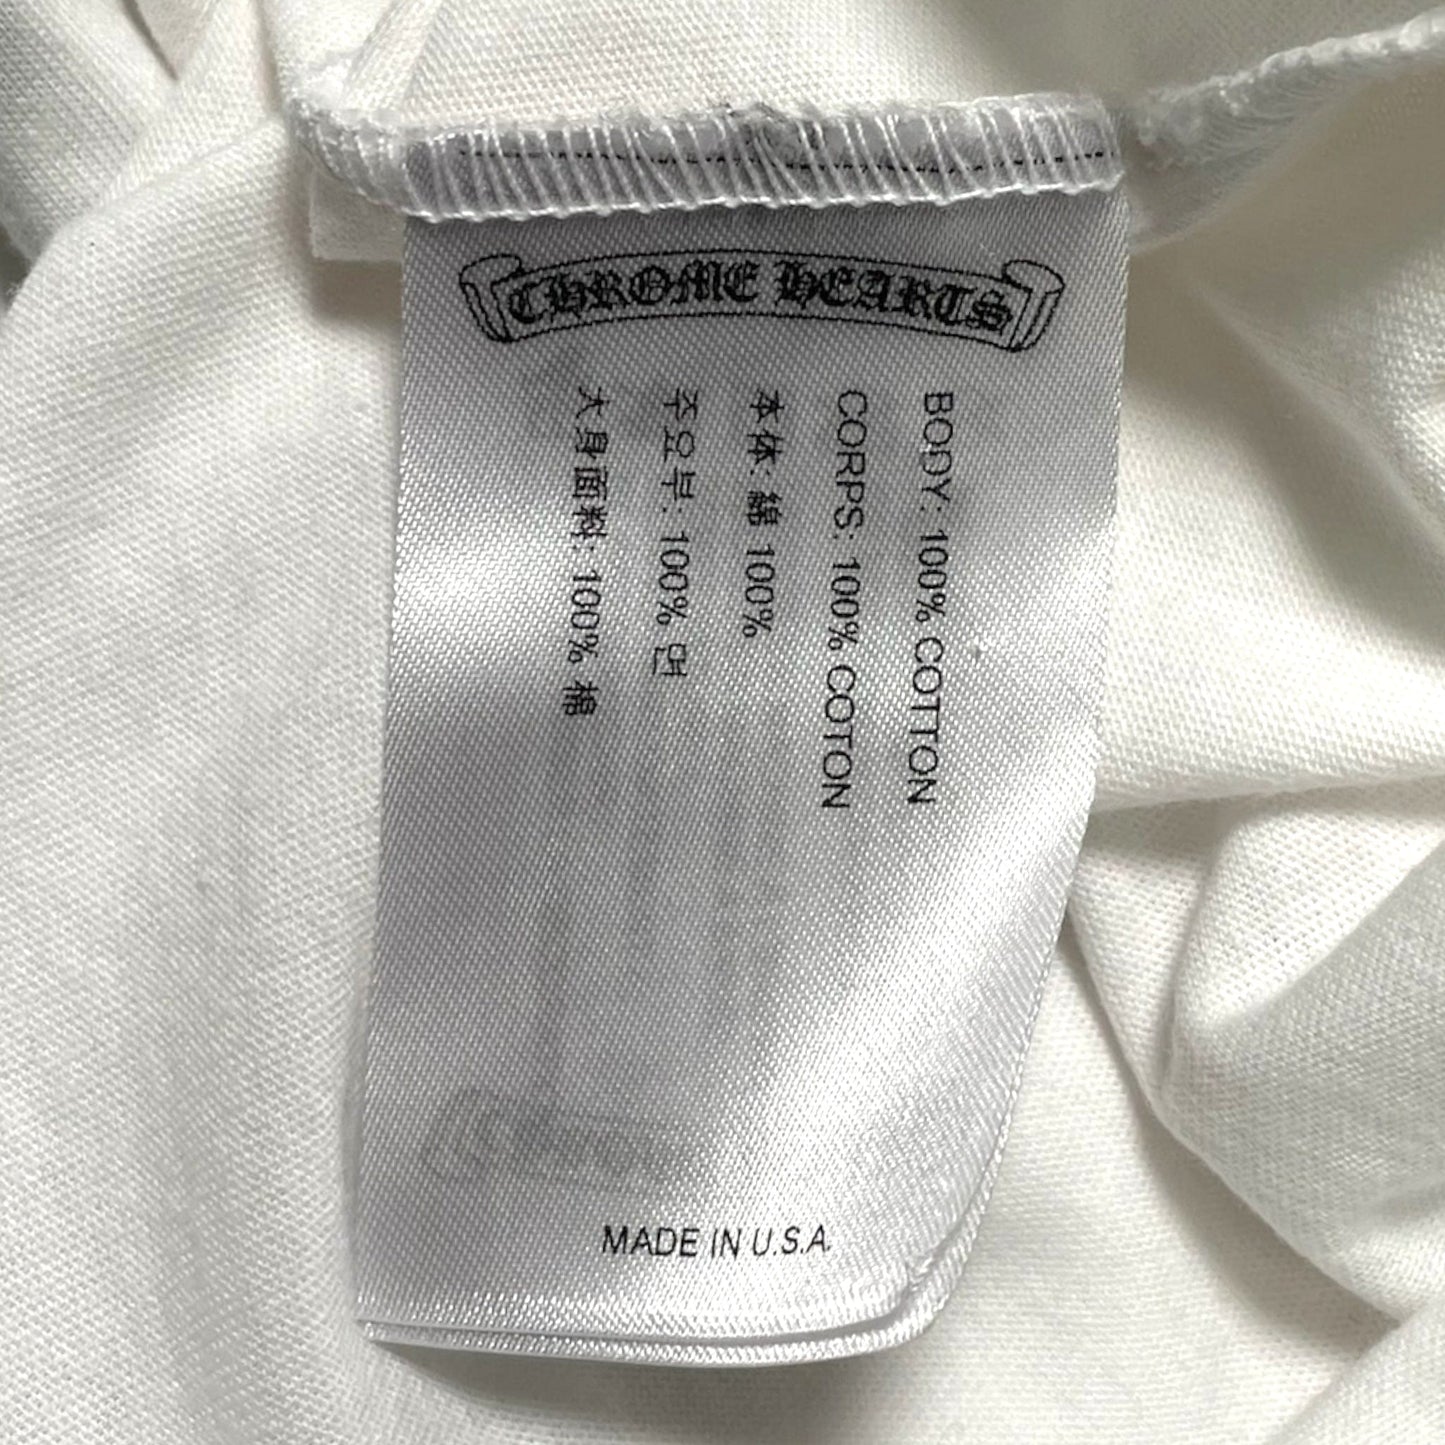 CHROME HEARTS
BODY: 100% COTTON
CORPS: 100% COTON
本体: 綿 100%
주요부: 100% 면
大身面料: 100% 棉
MADE IN U.S.A.